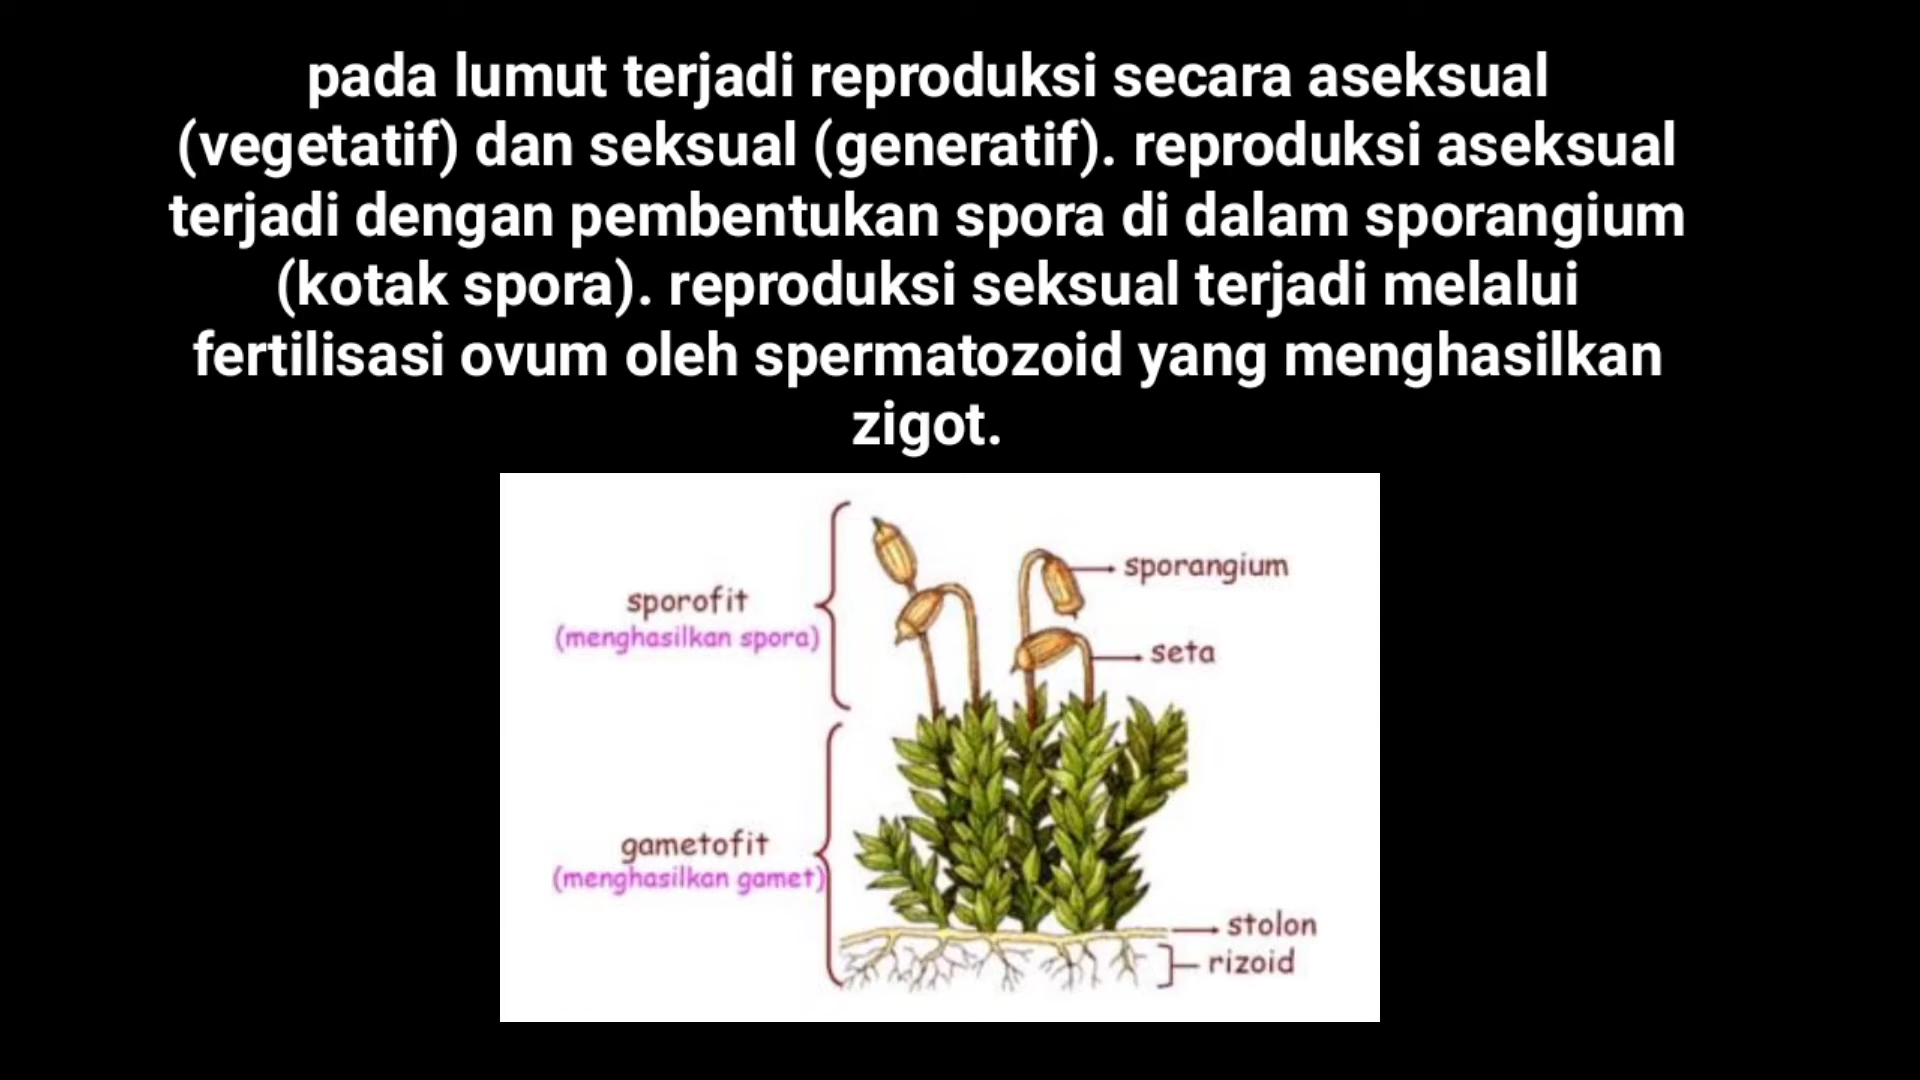 pada lumut terjadi reproduksi secara aseksual
(vegetatif) dan seksual (generatif). reproduksi aseksual
terjadi dengan pembentukan spora di dalam sporangium
(kotak spora). reproduksi seksual terjadi melalui
fertilisasi ovum oleh spermatozoid yang menghasilkan
zigot.
sporangium
sporofit
(menghasilkan spora)
seta
gametofit
(menghasilkan gamet)
stolon
rizoid